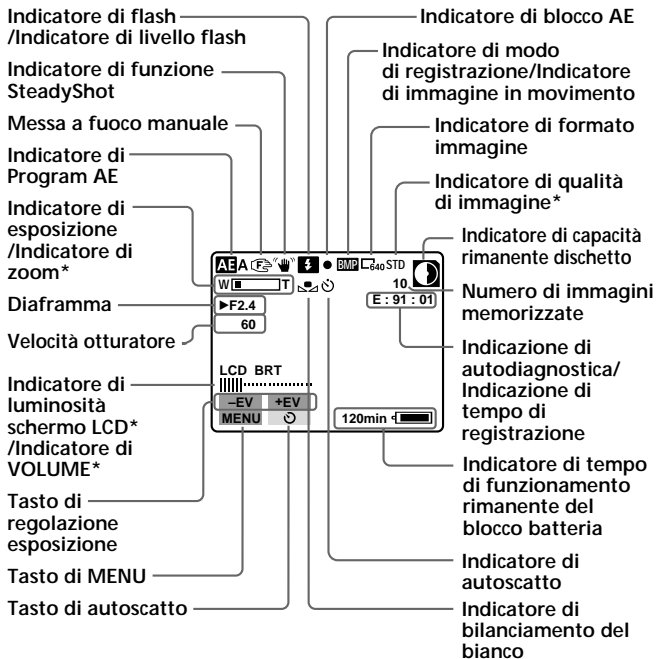 Indicatore di flash
/Indicatore di livello flash
Indicatore di funzione
SteadyShot
Messa a fuoco manuale
Indicatore di
Program AE
Indicatore di
esposizione
/Indicatore di
zoom*
Diaframma
Velocità otturatore
Indicatore di
luminosità
schermo LCD*
/Indicatore di
VOLUME*
Tasto di
regolazione
esposizione
Tasto di MENU
Tasto di autoscatto
AE A F BMP 640 STD
W T 10
►F2.4 E : 91 : 01
60
LCD BRT
–EV +EV
MENU 120min
Indicatore di blocco AE
Indicatore di modo
di registrazione/Indicatore
di immagine in movimento
Indicatore di formato
immagine
Indicatore di qualità
di immagine*
Indicatore di capacità
rimanente dischetto
Numero di immagini
memorizzate
Indicazione di
autodiagnostica/
Indicazione di
tempo di
registrazione
Indicatore di tempo
di funzionamento
rimanente del
blocco batteria
Indicatore di
autoscatto
Indicatore di
bilanciamento del
bianco